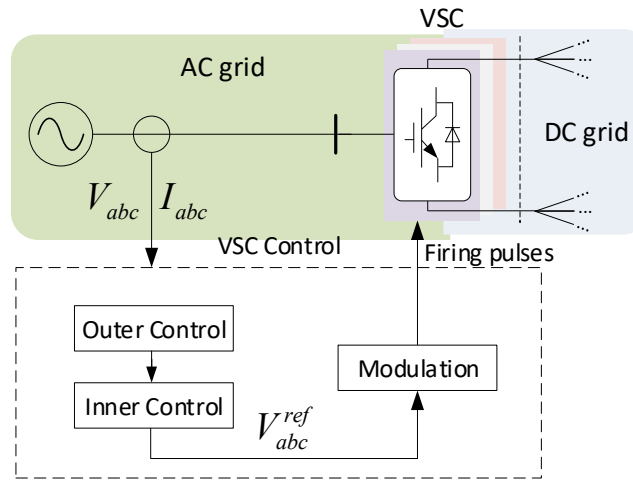 VSC
AC grid
DC grid
V_abc I_abc
VSC Control
Firing pulses
Outer Control
Modulation
Inner Control
V_abc^ref